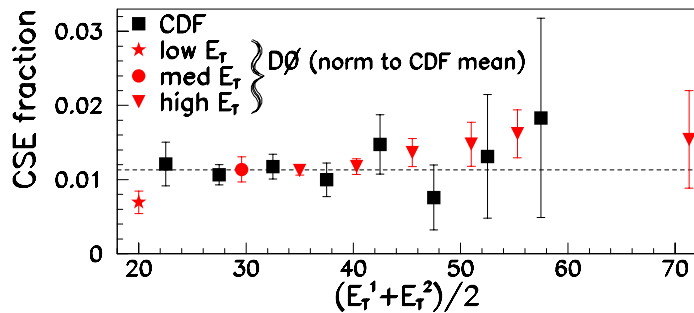 0.03
0.02
0.01
0
CSE fraction
CDF
low E_T
med E_T
high E_T
DØ (norm to CDF mean)
20 30 40 50 60 70
(E_T^1+E_T^2)/2